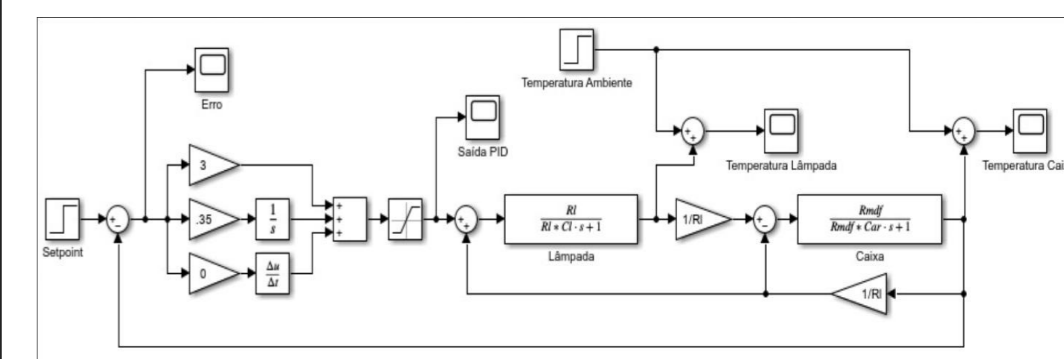 Temperatura Ambiente
Erro
Saída PID
Temperatura Lâmpada
Temperatura Cai
3
+
+
+
.35
1
s
0
Δu
Δt
+
+
+
-
Setpoint
+
+
Rl
Rl * Cl · s + 1
Lâmpada
1/Rl
+
-
Rmdf
Rmdf * Car · s + 1
Caixa
1/Rl
+
+